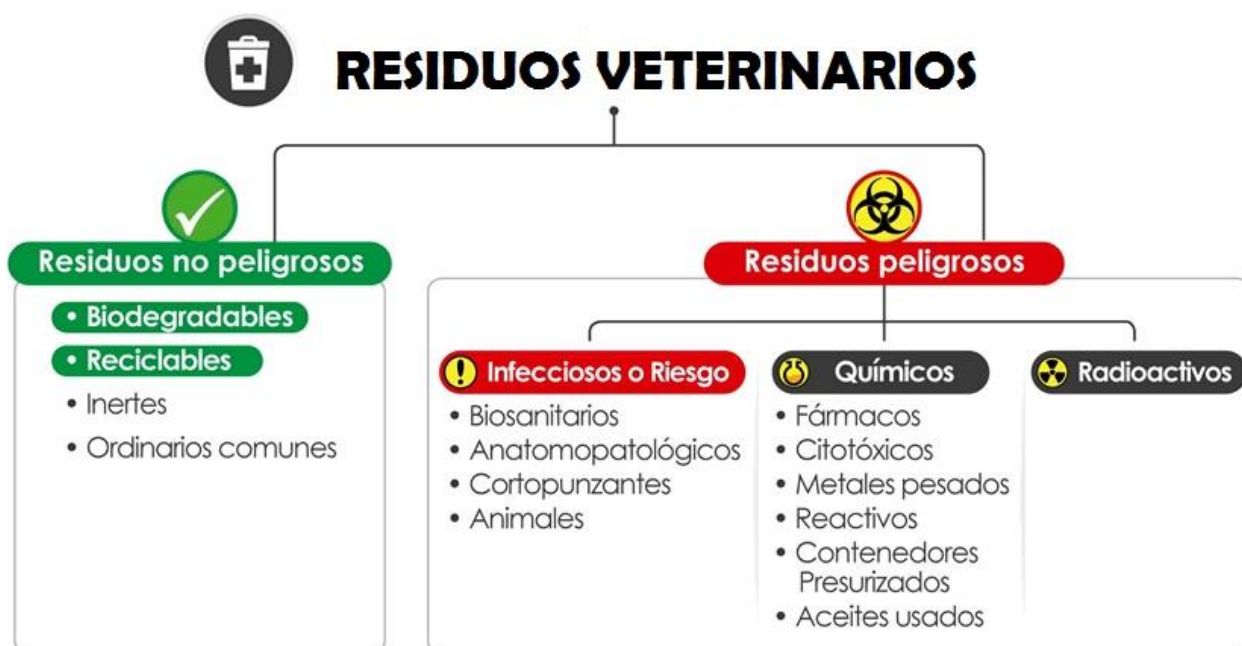 RESIDUOS VETERINARIOS
Residuos no peligrosos
• Biodegradables
• Reciclables
• Inertes
• Ordinarios comunes
Residuos peligrosos
Infecciosos o Riesgo
• Biosanitarios
• Anatomopatológicos
• Cortopunzantes
• Animales
Químicos
• Fármacos
• Citotóxicos
• Metales pesados
• Reactivos
• Contenedores
Presurizados
• Aceites usados
Radioactivos